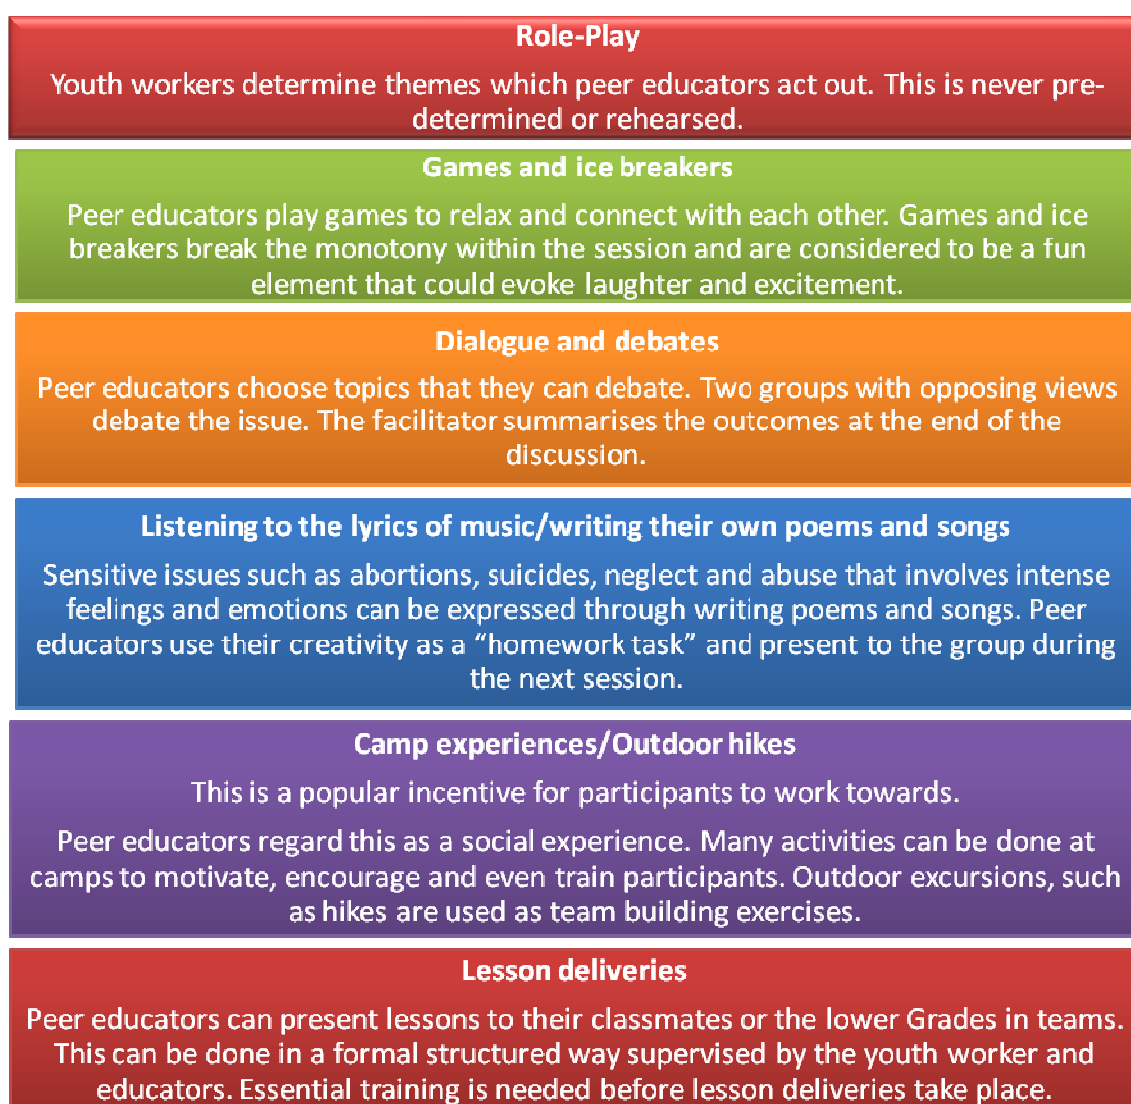 Role-Play
Youth workers determine themes which peer educators act out. This is never pre-
determined or rehearsed.
Games and ice breakers
Peer educators play games to relax and connect with each other. Games and ice
breakers break the monotony within the session and are considered to be a fun
element that could evoke laughter and excitement.
Dialogue and debates
Peer educators choose topics that they can debate. Two groups with opposing views
debate the issue. The facilitator summarises the outcomes at the end of the
discussion.
Listening to the lyrics of music/writing their own poems and songs
Sensitive issues such as abortions, suicides, neglect and abuse that involves intense
feelings and emotions can be expressed through writing poems and songs. Peer
educators use their creativity as a “homework task” and present to the group during
the next session.
Camp experiences/Outdoor hikes
This is a popular incentive for participants to work towards.
Peer educators regard this as a social experience. Many activities can be done at
camps to motivate, encourage and even train participants. Outdoor excursions, such
as hikes are used as team building exercises.
Lesson deliveries
Peer educators can present lessons to their classmates or the lower Grades in teams.
This can be done in a formal structured way supervised by the youth worker and
educators. Essential training is needed before lesson deliveries take place.